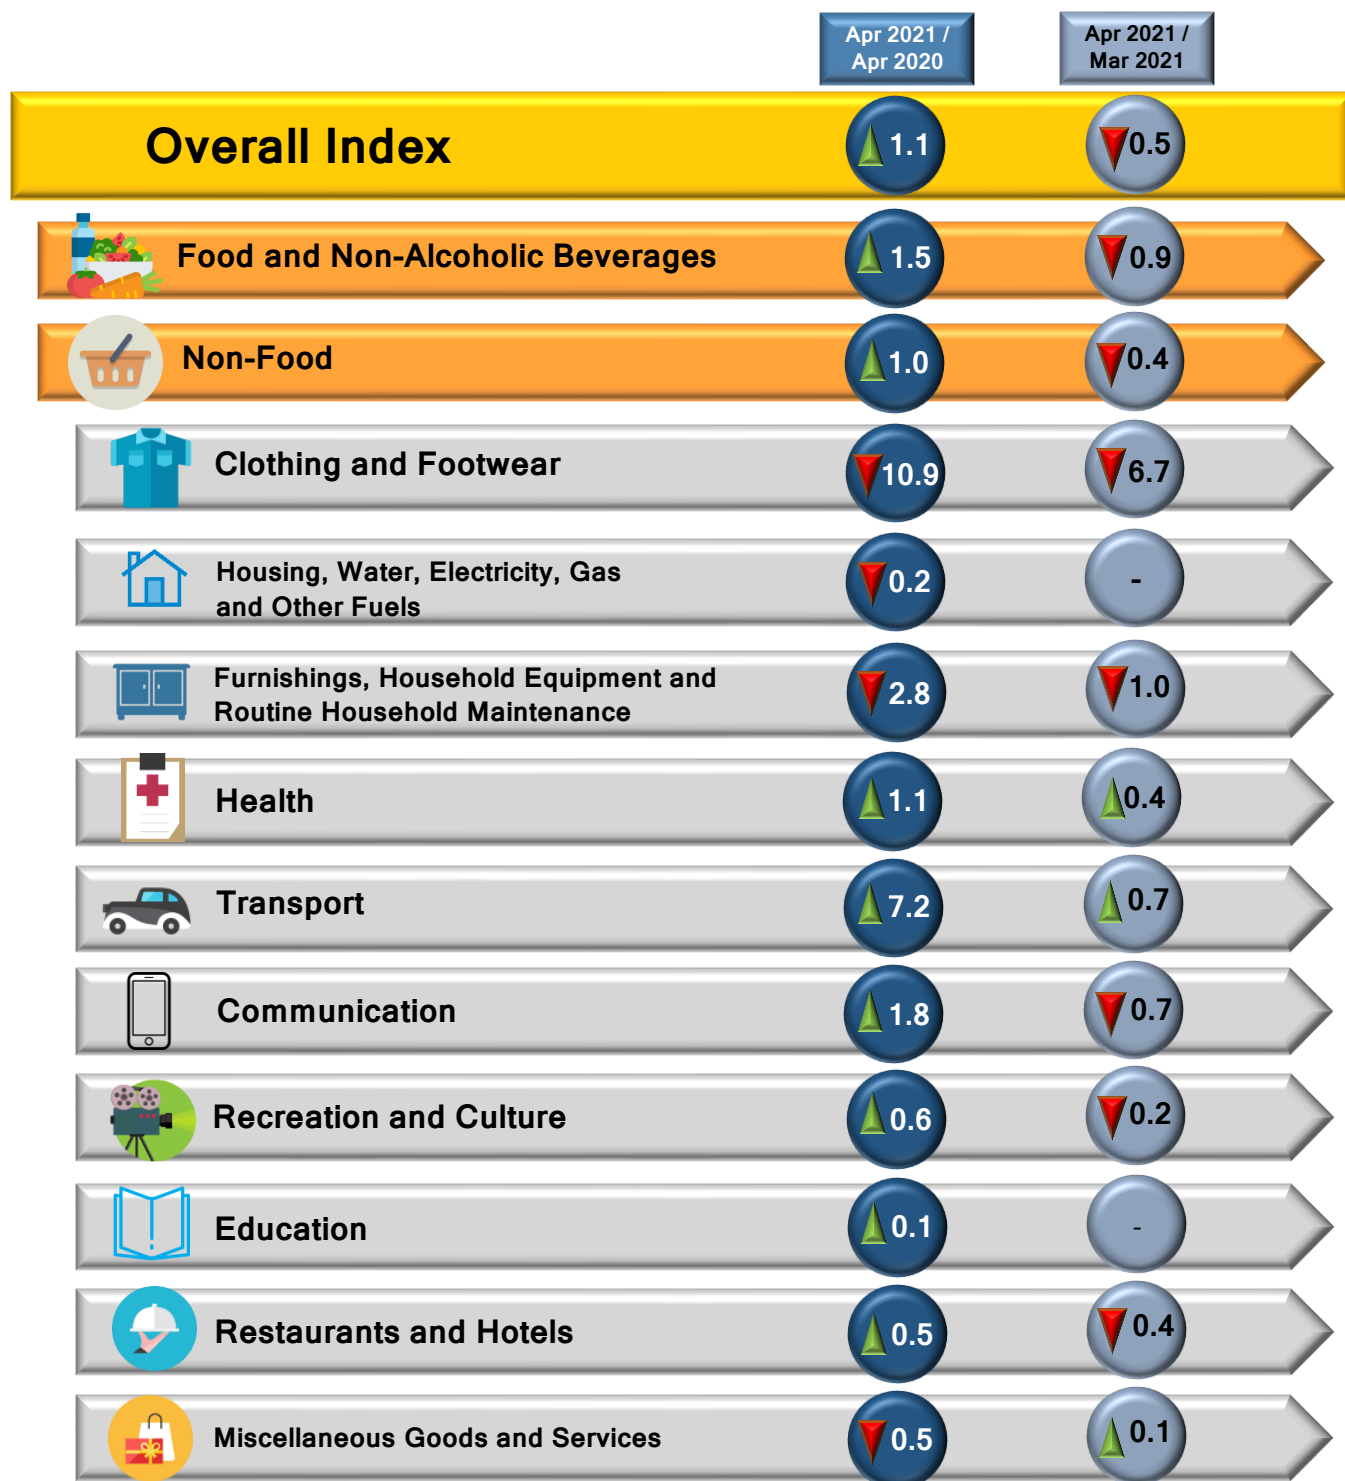 Apr 2021 /
Apr 2020
Apr 2021 /
Mar 2021
Overall Index
1.1
0.5
Food and Non-Alcoholic Beverages
1.5
0.9
Non-Food
1.0
0.4
Clothing and Footwear
10.9
6.7
Housing, Water, Electricity, Gas
and Other Fuels
0.2
-
Furnishings, Household Equipment and
Routine Household Maintenance
2.8
1.0
Health
1.1
0.4
Transport
7.2
0.7
Communication
1.8
0.7
Recreation and Culture
0.6
0.2
Education
0.1
-
Restaurants and Hotels
0.5
0.4
Miscellaneous Goods and Services
0.5
0.1